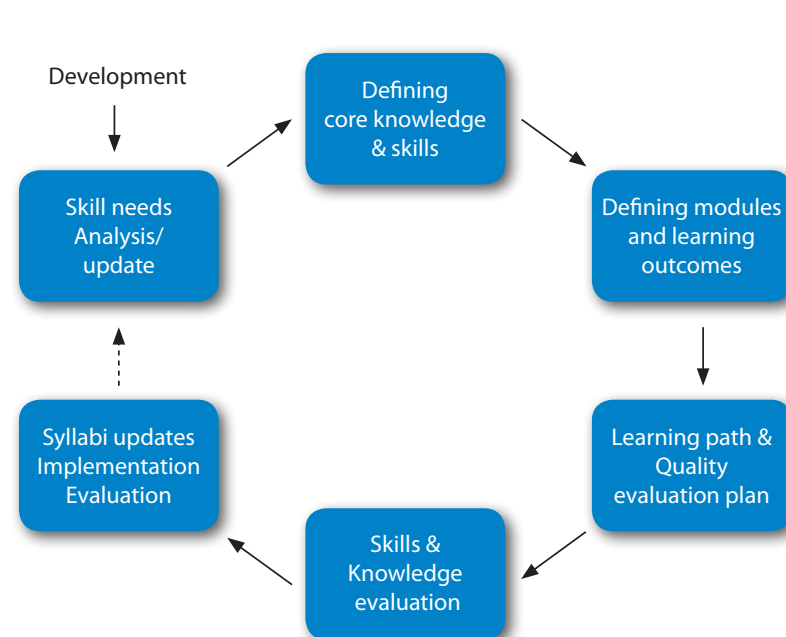 Development
Defining
core knowledge
& skills
Skill needs
Analysis/
update
Defining modules
and learning
outcomes
Syllabi updates
Implementation
Evaluation
Learning path &
Quality
evaluation plan
Skills &
Knowledge
evaluation